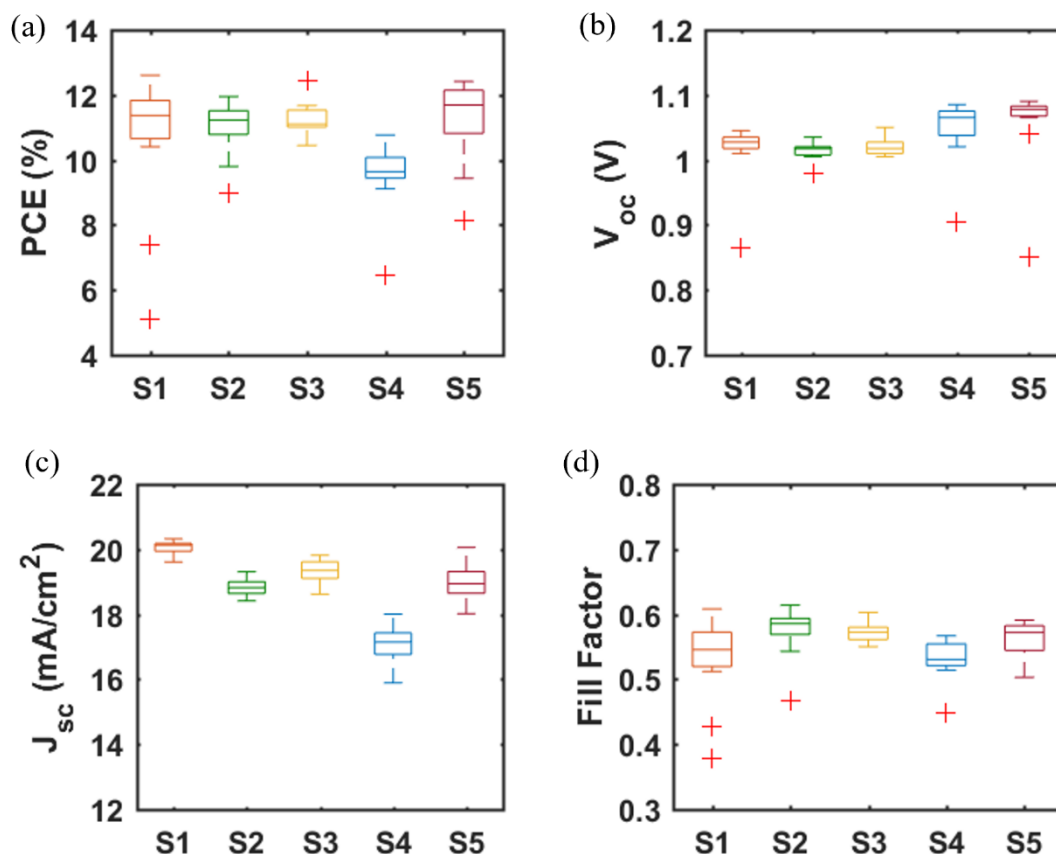 (a)
PCE (%)
14
12
10
8
6
4
S1 S2 S3 S4 S5
(b)
V_oc (V)
1.2
1.1
1
0.9
0.8
0.7
S1 S2 S3 S4 S5
(c)
J_sc (mA/cm²)
22
20
18
16
14
12
S1 S2 S3 S4 S5
(d)
Fill Factor
0.8
0.7
0.6
0.5
0.4
0.3
S1 S2 S3 S4 S5